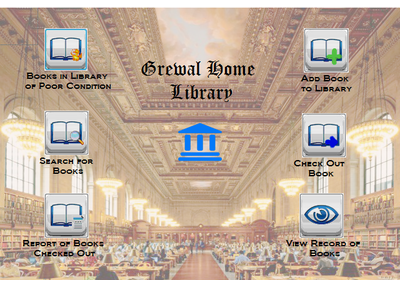 Grewal Home
Library
Books in Library
of Poor Condition
Add Book
to Library
Search for
Books
Check Out
Book
Report of Books
Checked Out
View Record of
Books